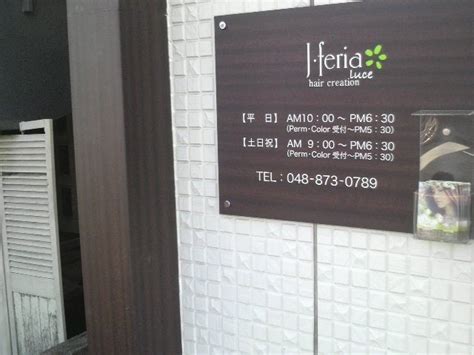 J·feria
luce
hair creation
【平　日】 AM10：00～PM6：30
（Perm・Color 受付～PM5：30）
【土日祝】 AM 9：00～PM6：30
（Perm・Color 受付～PM5：30）
TEL：048-873-0789